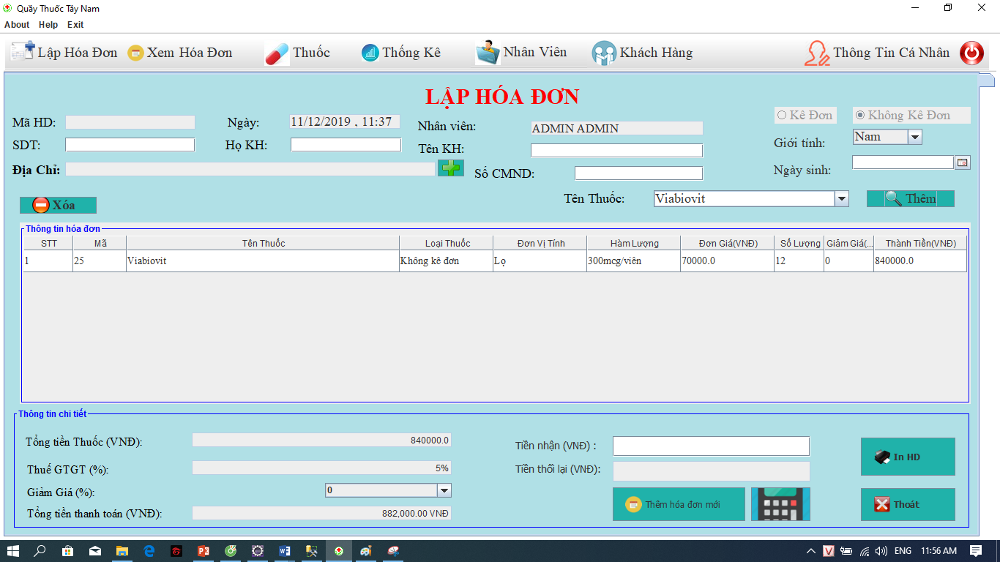 Quầy Thuốc Tây Nam
About Help Exit
Lập Hóa Đơn Xem Hóa Đơn Thuốc Thống Kê Nhân Viên Khách Hàng Thông Tin Cá Nhân
LẬP HÓA ĐƠN
Mã HD: Ngày: 11/12/2019 , 11:37 Nhân viên: ADMIN ADMIN Kê Đơn Không Kê Đơn
SDT: Họ KH: Tên KH: Giới tính: Nam
Địa Chỉ: Số CMND: Ngày sinh:
Xóa Tên Thuốc: Viabiovit Thêm
Thông tin hóa đơn
STT Mã Tên Thuốc Loại Thuốc Đơn Vị Tính Hàm Lượng Đơn Giá(VNĐ) Số Lượng Giảm Giá(... Thành Tiền(VNĐ)
1 25 Viabiovit Không kê đơn Lọ 300mcg/viên 70000.0 12 0 840000.0
Thông tin chi tiết
Tổng tiền Thuốc (VNĐ): 840000.0 Tiền nhận (VNĐ) : In HD
Thuế GTGT (%): 5% Tiền thối lại (VNĐ):
Giảm Giá (%): 0
Tổng tiền thanh toán (VNĐ): 882,000.00 VNĐ Thêm hóa đơn mới Thoát
ENG 11:56 AM